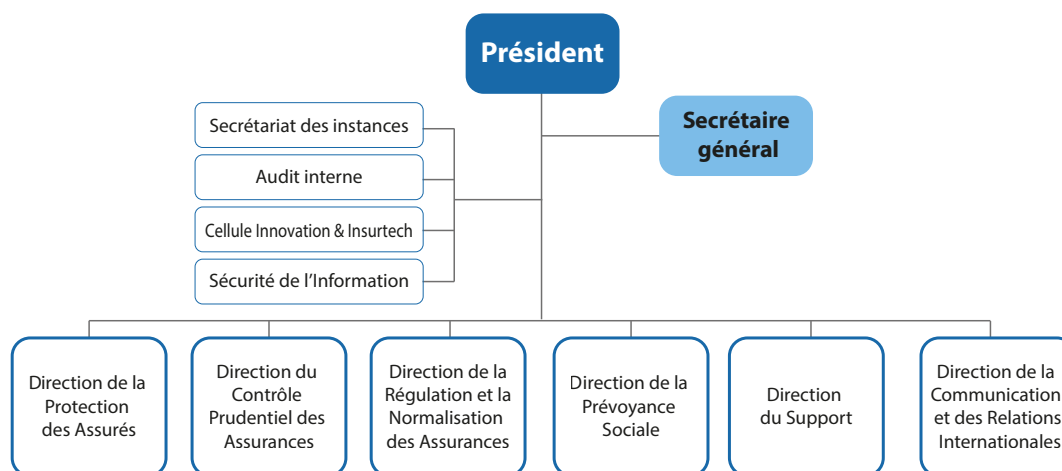 Président
Secrétariat des instances
Secrétaire
général
Audit interne
Cellule Innovation & Insurtech
Sécurité de l'Information
Direction de la
Protection
des Assurés
Direction du
Contrôle
Prudentiel des
Assurances
Direction de la
Régulation et la
Normalisation
des Assurances
Direction de la
Prévoyance
Sociale
Direction
du Support
Direction de la
Communication
et des Relations
Internationales